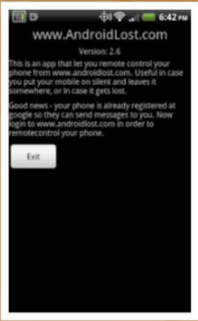 6:42 PM
www.AndroidLost.com
Version: 2.6
This is an app that let you remote control your
phone from www.androidlost.com. Useful in case
you put your mobile on silent and leaves it
somewhere, or in case it gets lost.
Good news - your phone is already registered at
google so they can send messages to you. Now
login to www.androidlost.com in order to
remotecontrol your phone.
Exit